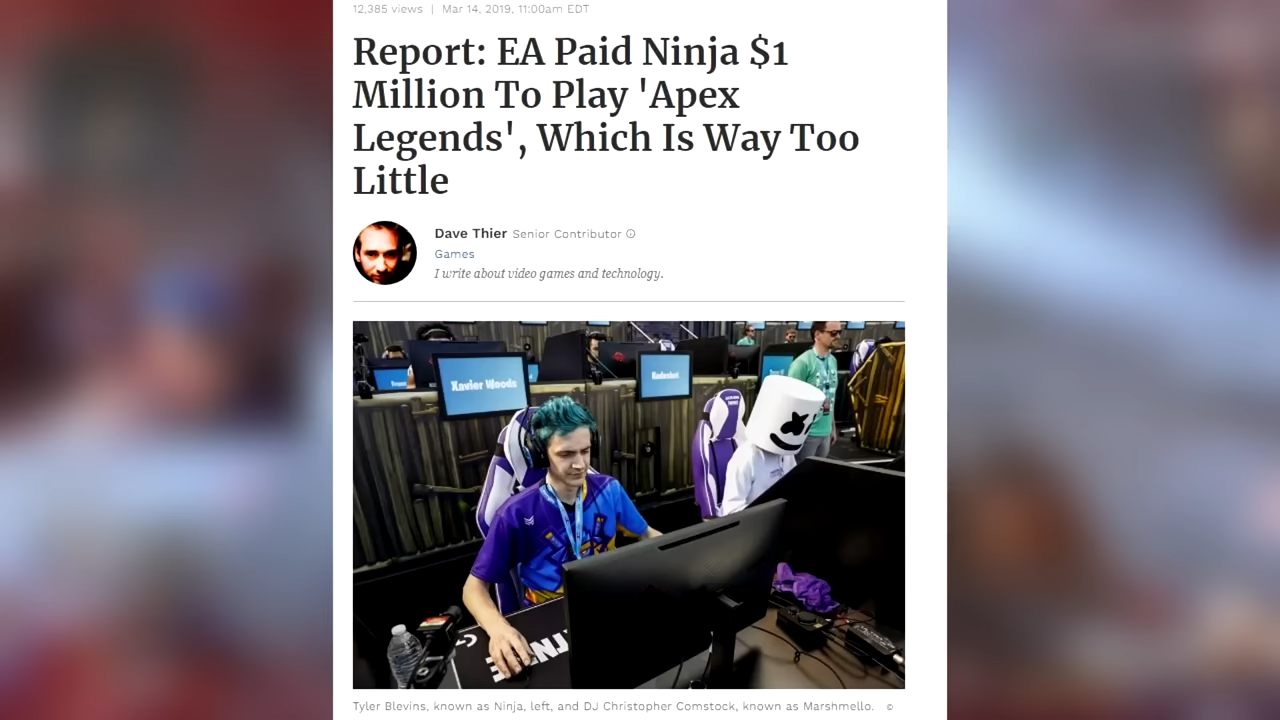 12,385 views | Mar 14, 2019, 11:00am EDT
Report: EA Paid Ninja $1
Million To Play 'Apex
Legends', Which Is Way Too
Little
Dave Thier Senior Contributor
Games
I write about video games and technology.
Xavier Woods
Tyler Blevins, known as Ninja, left, and DJ Christopher Comstock, known as Marshmello. ©